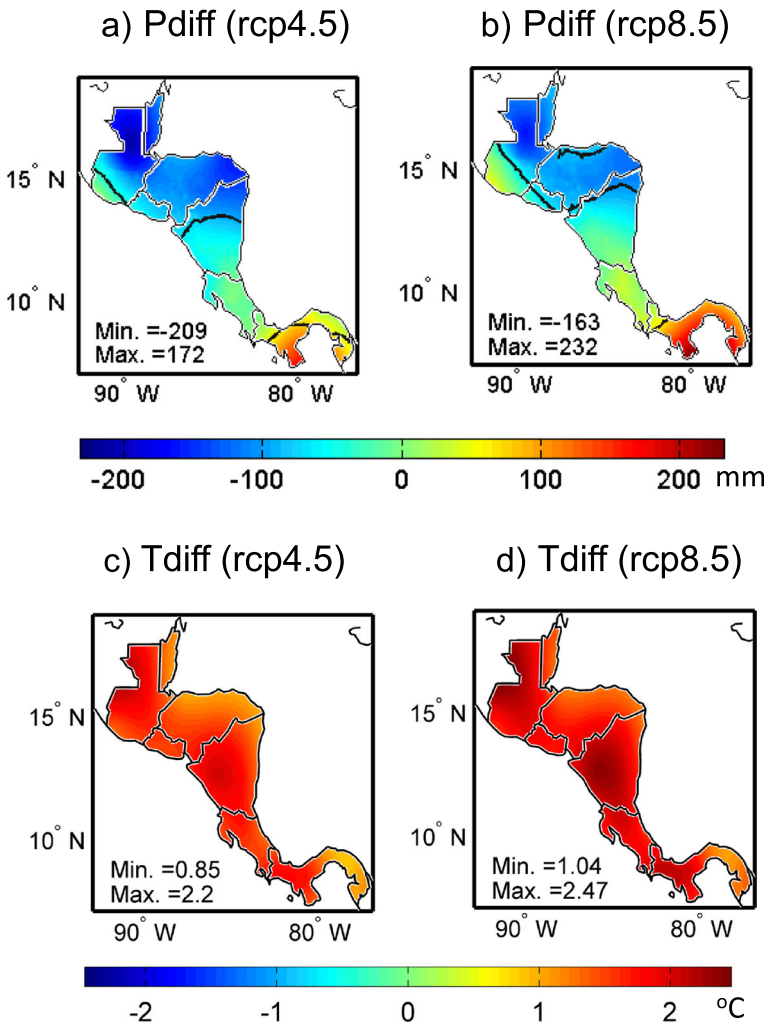 a) Pdiff (rcp4.5)
b) Pdiff (rcp8.5)
15° N
10° N
Min. =-209
Max. =172
90° W
80° W
15° N
10° N
Min. =-163
Max. =232
90° W
80° W
-200 -100 0 100 200 mm
c) Tdiff (rcp4.5)
d) Tdiff (rcp8.5)
15° N
10° N
Min. =0.85
Max. =2.2
90° W
80° W
15° N
10° N
Min. =1.04
Max. =2.47
90° W
80° W
-2 -1 0 1 2 ºC